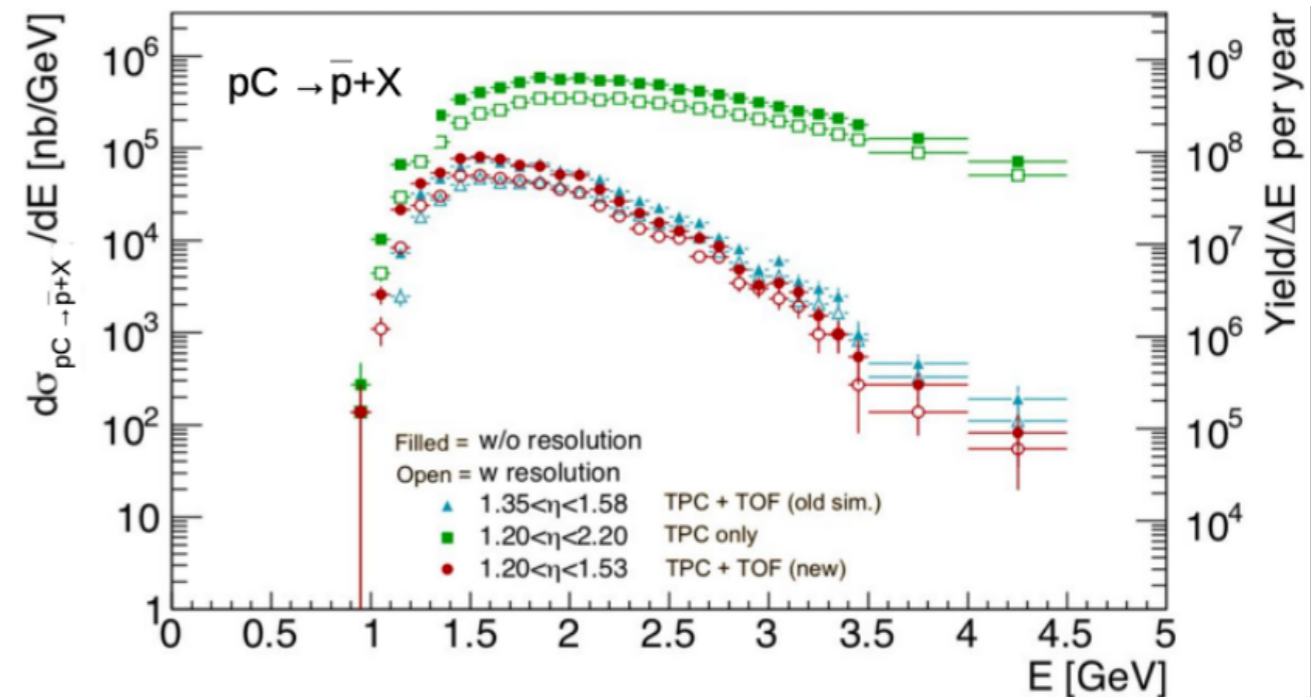 dσ pC → p̅+X /dE [nb/GeV]
10⁶
10⁵
10⁴
10³
10²
10
1
pC → p̅+X
Filled = w/o resolution
Open = w resolution
1.35<η<1.58 TPC + TOF (old sim.)
1.20<η<2.20 TPC only
1.20<η<1.53 TPC + TOF (new)
10⁹
10⁸
10⁷
10⁶
10⁵
10⁴
Yield/ΔE per year
0 0.5 1 1.5 2 2.5 3 3.5 4 4.5 5
E [GeV]